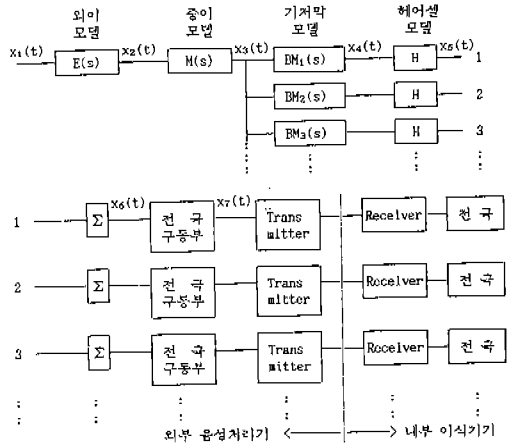 외이 중이 기저막 헤어셀
모델 모델 모델 모델
X₁(t) E(s) X₂(t) M(s) X₃(t) BM₁(s) X₄(t) H X₅(t) 1
BM₂(s) H 2
BM₃(s) H 3
⋮ ⋮ ⋮ ⋮
1 Σ X₆(t) 전 극 X₇(t) Trans Receiver 전 극
구동부 mitter
2 Σ 전 극 Trans Receiver 전 극
구동부 mitter
3 Σ 전 극 Trans Receiver 전 극
구동부 mitter
⋮ ⋮ ⋮ ⋮ ⋮ ⋮
외부 음성처리기 <----> 내부 이식기기